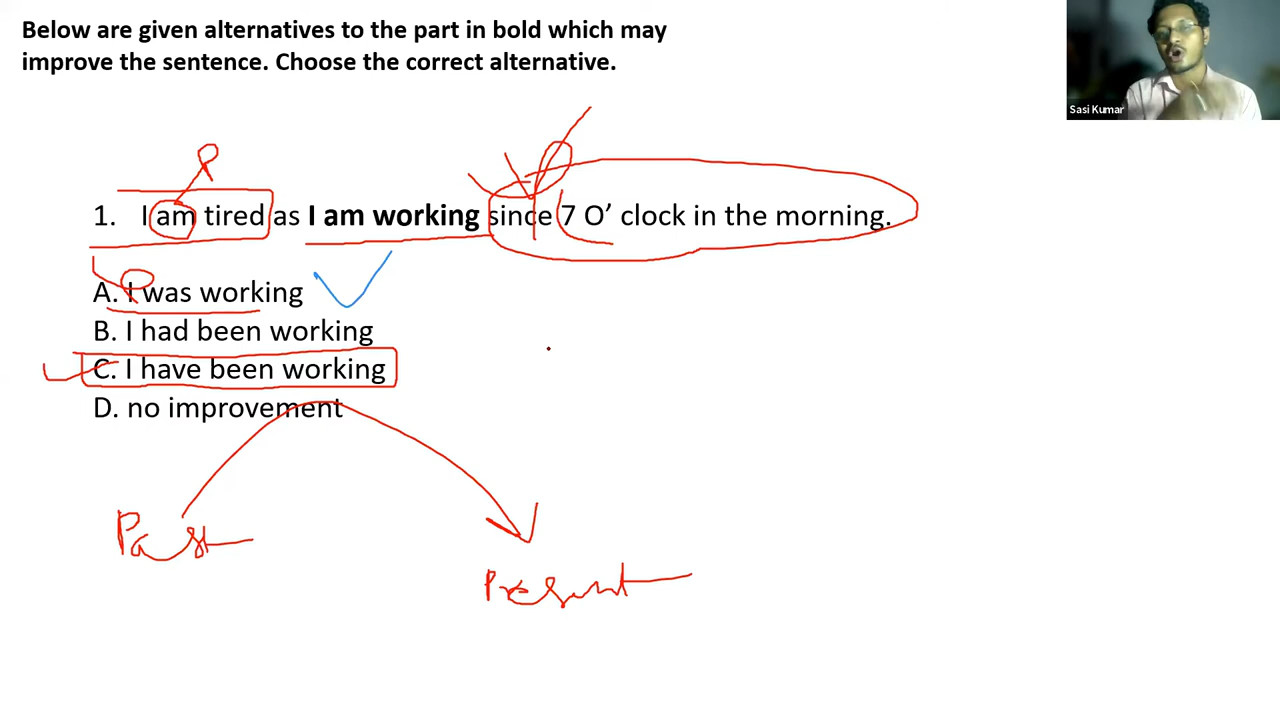 Below are given alternatives to the part in bold which may
improve the sentence. Choose the correct alternative.
Sasi Kumar
P
1. I am tired as I am working since 7 O’ clock in the morning.
A. I was working
B. I had been working
C. I have been working
D. no improvement
Past
Present